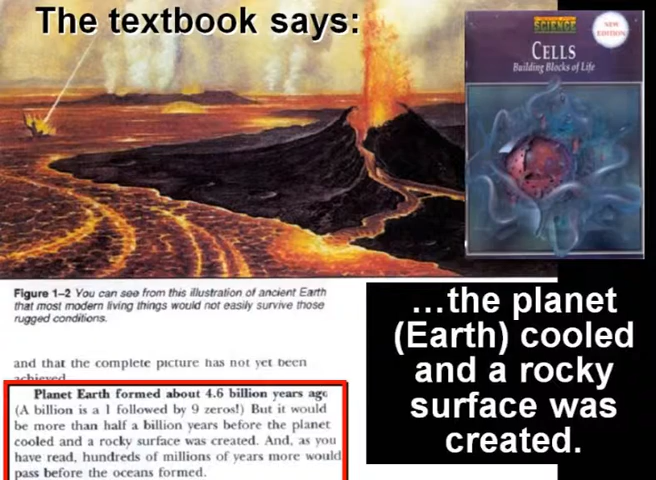 The textbook says:
SCIENCE
NEW
EDITION
CELLS
Building Blocks of Life
Figure 1–2 You can see from this illustration of ancient Earth
that most modern living things would not easily survive those
rugged conditions.
and that the complete picture has not yet been
achieved
Planet Earth formed about 4.6 billion years ago
(A billion is a 1 followed by 9 zeros!) But it would
be more than half a billion years before the planet
cooled and a rocky surface was created. And, as you
have read, hundreds of millions of years more would
pass before the oceans formed.
...the planet
(Earth) cooled
and a rocky
surface was
created.